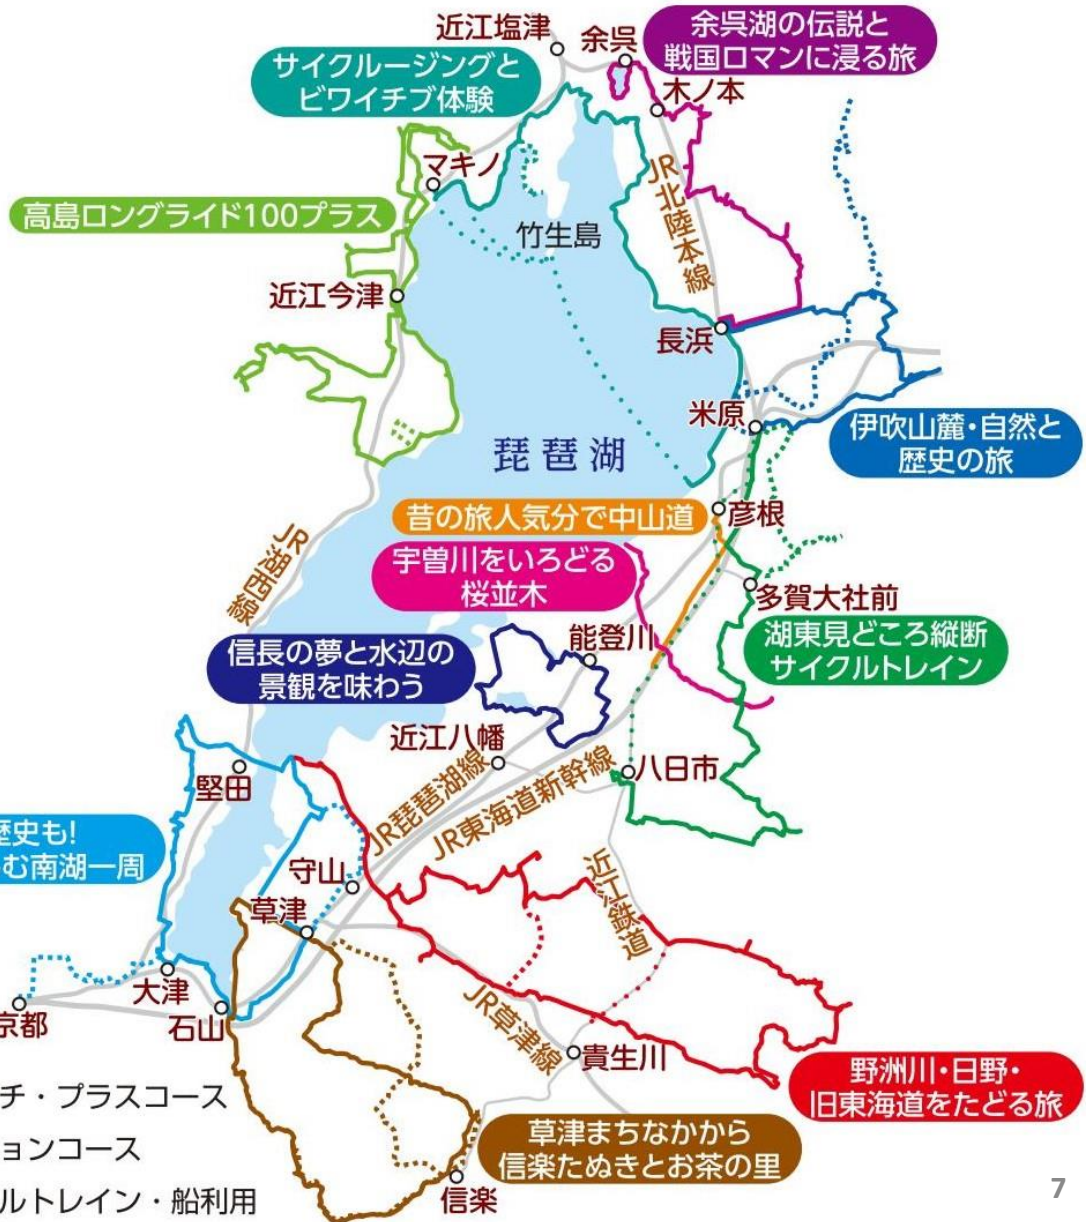 近江塩津
余呉
余呉湖の伝説と
戦国ロマンに浸る旅
サイクルージングと
ビワイチブ体験
木ノ本
マキノ
JR北陸本線
高島ロングライド100プラス
竹生島
近江今津
長浜
米原
伊吹山麓・自然と
歴史の旅
琵琶湖
昔の旅人気分で中山道
彦根
JR湖西線
宇曽川をいろどる
桜並木
多賀大社前
能登川
湖東見どころ縦断
サイクルトレイン
信長の夢と水辺の
景観を味わう
近江八幡
JR琵琶湖線
JR東海道新幹線
八日市
堅田
歴史も!
む南湖一周
守山
草津
近江鉄道
大津
京都
石山
JR草津線
貴生川
野洲川・日野・
旧東海道をたどる旅
チ・プラスコース
ョンコース
ルトレイン・船利用
草津まちなかから
信楽たぬきとお茶の里
信楽
7